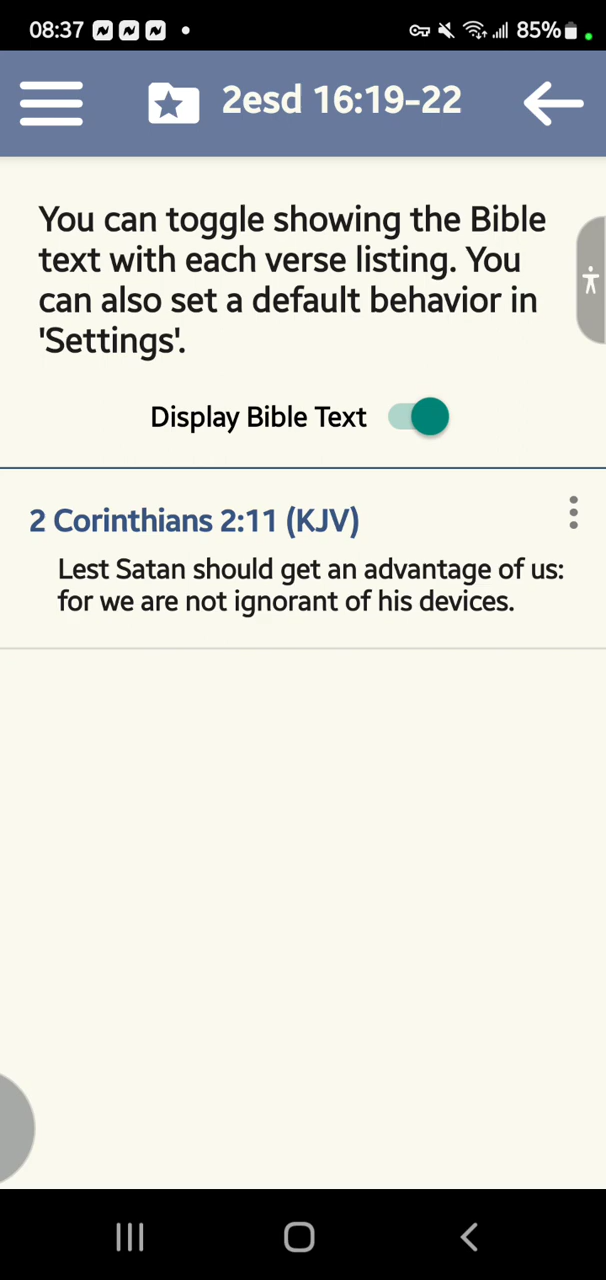 08:37
85%
2esd 16:19-22
You can toggle showing the Bible
text with each verse listing. You
can also set a default behavior in
'Settings'.
Display Bible Text
2 Corinthians 2:11 (KJV)
Lest Satan should get an advantage of us:
for we are not ignorant of his devices.